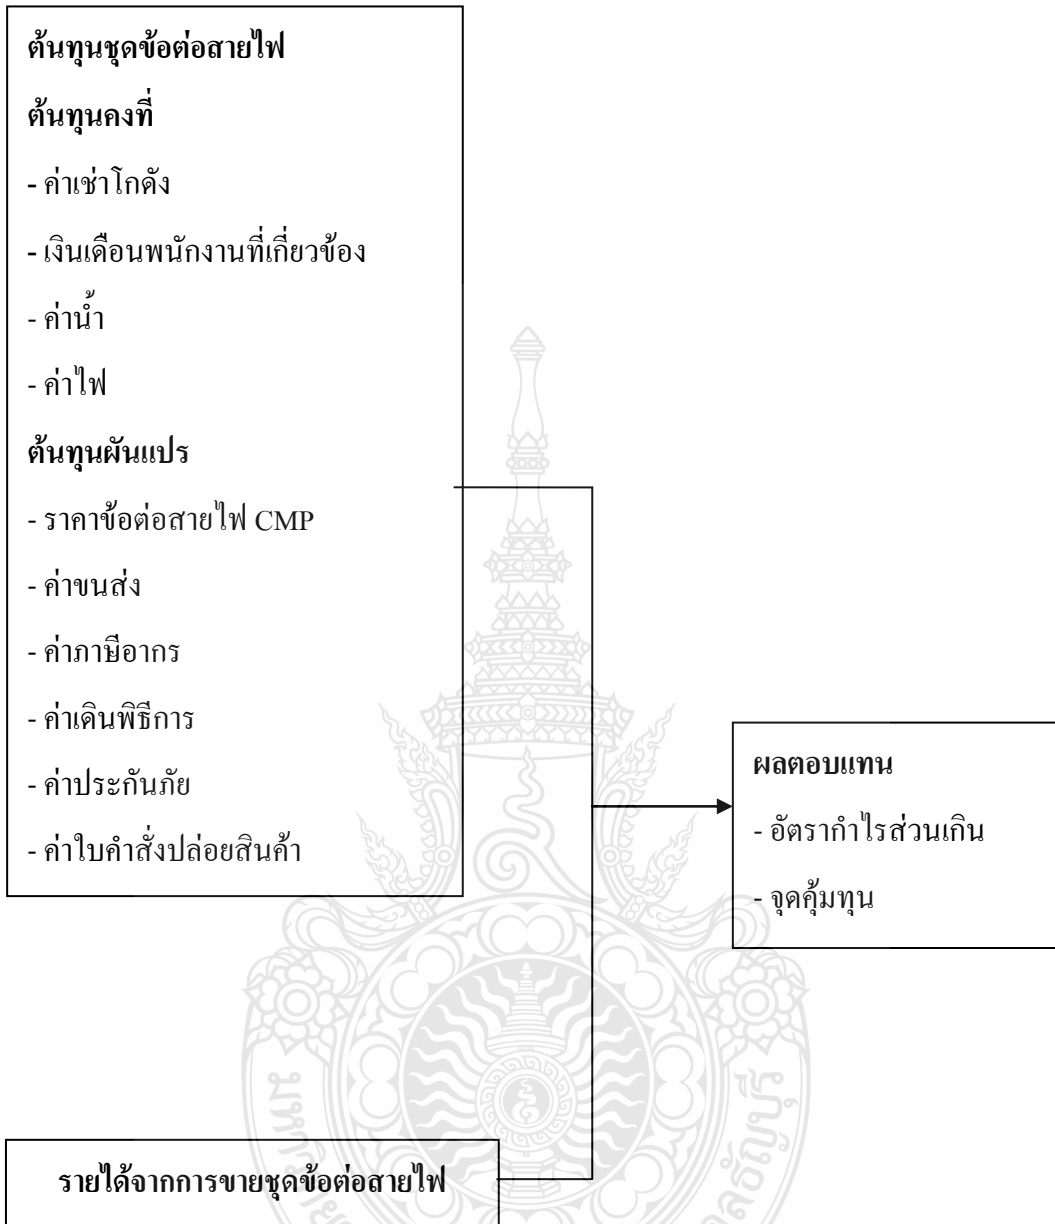 ต้นทุนชุดข้อต่อสายไฟ
ต้นทุนคงที่
- ค่าเช่าโกดัง
- เงินเดือนพนักงานที่เกี่ยวข้อง
- ค่าน้ำ
- ค่าไฟ
ต้นทุนผันแปร
- ราคาข้อต่อสายไฟ CMP
- ค่าขนส่ง
- ค่าภาษีอากร
- ค่าเดินพิธีการ
- ค่าประกันภัย
- ค่าใบคำสั่งปล่อยสินค้า
ผลตอบแทน
- อัตรากำไรส่วนเกิน
- จุดคุ้มทุน
รายได้จากการขายชุดข้อต่อสายไฟ